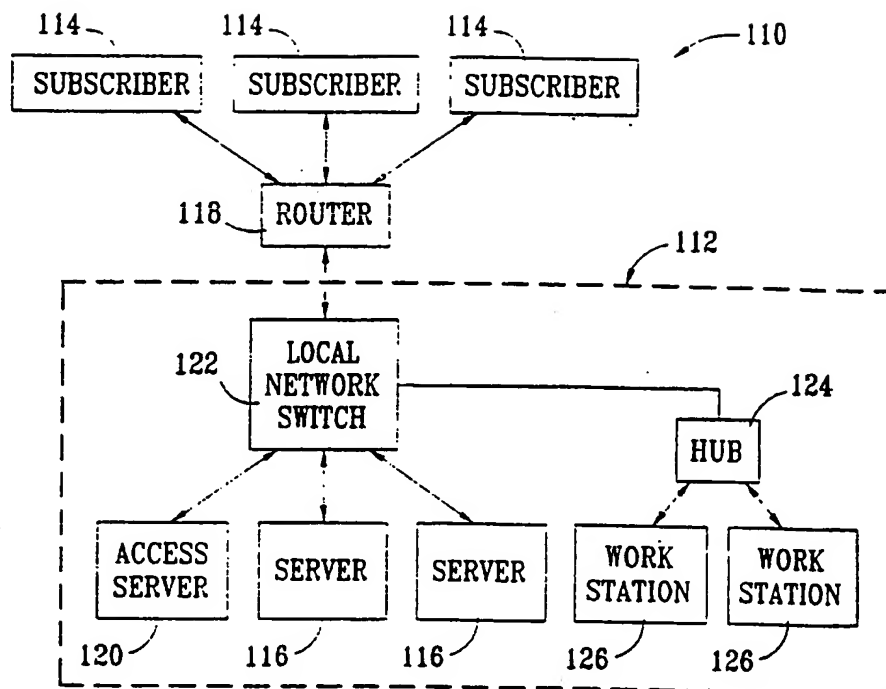 114
114
114
110
SUBSCRIBER
SUBSCRIBER
SUBSCRIBER
118
ROUTER
112
122
LOCAL
NETWORK
SWITCH
124
HUB
ACCESS
SERVER
SERVER
SERVER
WORK
STATION
WORK
STATION
120
116
116
126
126